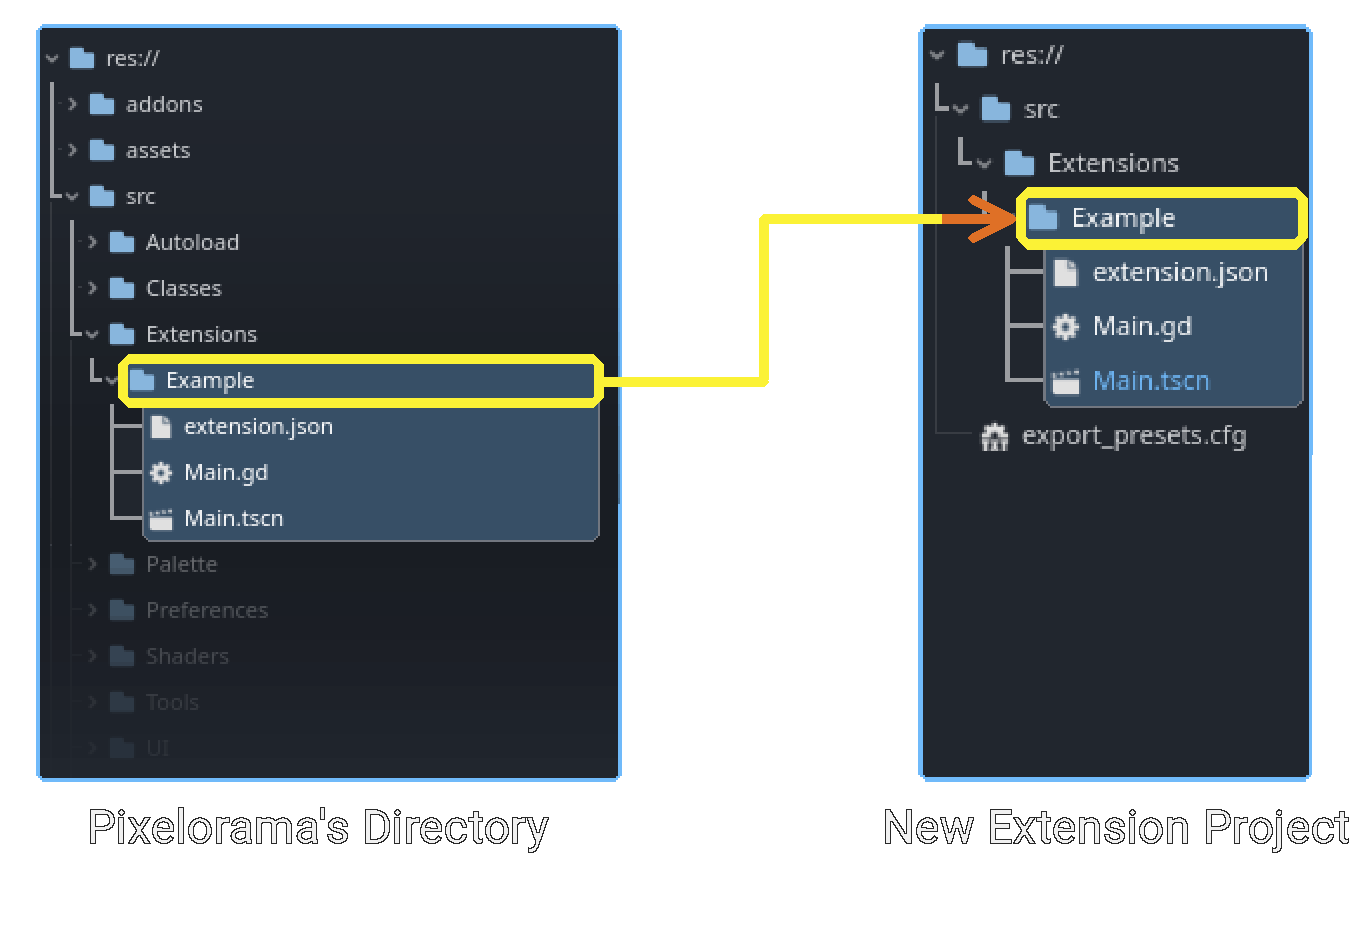 res://
addons
assets
src
Autoload
Classes
Extensions
Example
extension.json
Main.gd
Main.tscn
Palette
Preferences
Shaders
Tools
UI
Pixelorama's Directory
res://
src
Extensions
Example
extension.json
Main.gd
Main.tscn
export_presets.cfg
New Extension Project